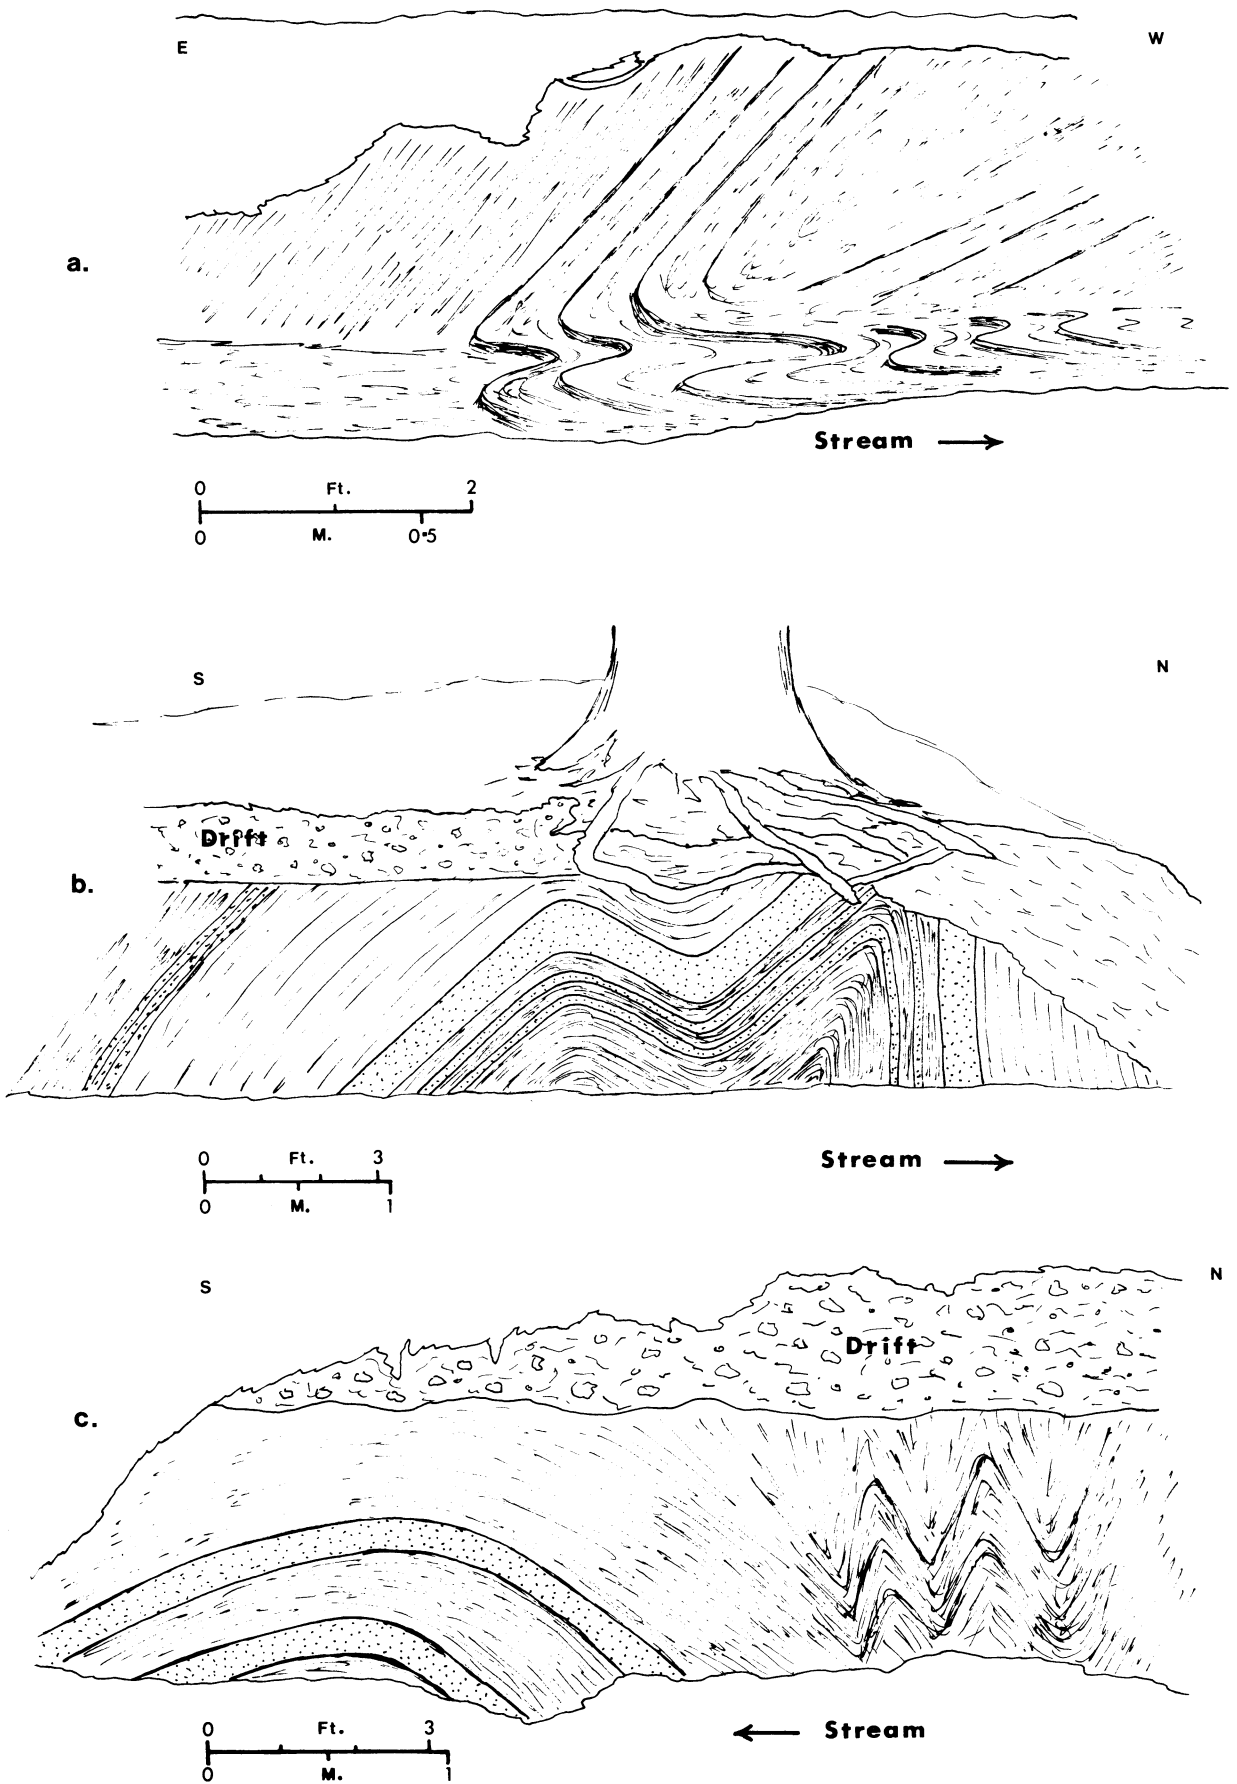 E W
a.
Stream
0 Ft. 2
0 M. 0·5
S N
Drift
b.
0 Ft. 3
Stream
0 M. 1
S N
Drift
c.
0 Ft. 3
Stream
0 M. 1